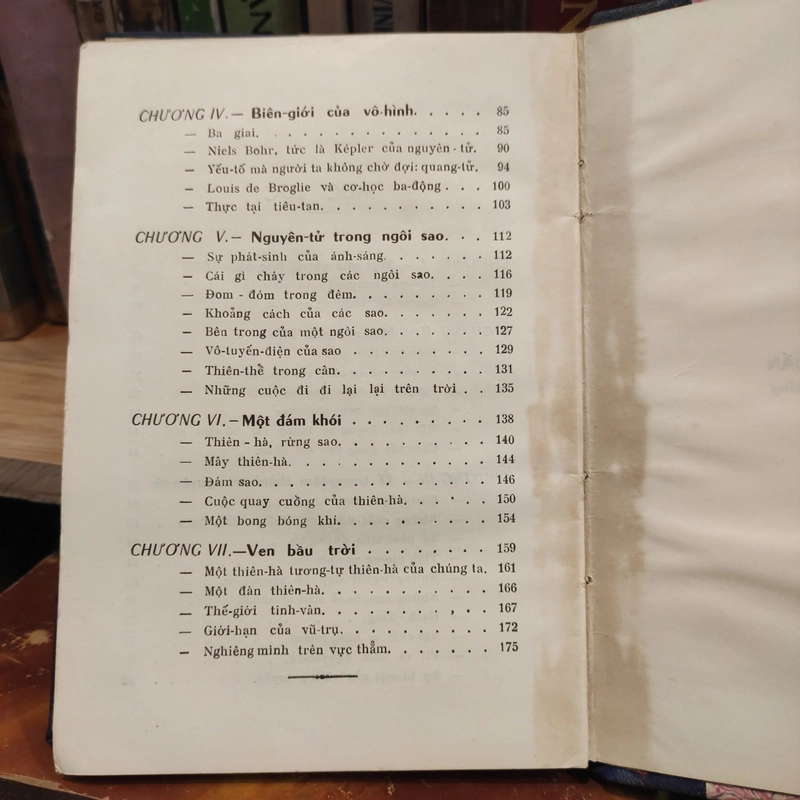 CHƯƠNG IV.— Biên-giới của vô-hình. . . . . 85
— Ba giai. . . . . . . . . . . . . 85
— Niels Bohr, tức là Képler của nguyên - tử. 90
— Yếu-tố mà người ta không chờ đợi: quang-tử. 94
— Louis de Broglie và cơ-học ba-động . . . 100
— Thực tại tiêu-tan. . . . . . . . . . 103
CHƯƠNG V.— Nguyên-tử trong ngôi sao. . . 112
— Sự phát-sinh của ánh-sáng. . . . . . 112
— Cái gì cháy trong các ngôi sao. . . . 116
— Đom - đóm trong đêm. . . . . . . . 119
— Khoảng cách của các sao. . . . . . 122
— Bên trong của một ngôi sao. . . . . . 127
— Vô-tuyến-điện của sao . . . . . . . 129
— Thiên-thể trong cân. . . . . . . . . 131
— Những cuộc đi đi lại lại trên trời . . . 135
CHƯƠNG VI.— Một đám khói . . . . . . . . . 138
— Thiên - hà, rừng sao. . . . . . . . . 140
— Mây thiên-hà. . . . . . . . . . . . 144
— Đám sao. . . . . . . . . . . . . 146
— Cuộc quay cuồng của thiên-hà. . . . . 150
— Một bong bóng khí. . . . . . . . . 154
CHƯƠNG VII.—Ven bầu trời . . . . . . . . 159
— Một thiên-hà tương-tự thiên-hà của chúng ta. 161
— Một đàn thiên-hà. . . . . . . . . . 166
— Thế-giới tinh-vân. . . . . . . . . . 167
— Giới-hạn của vũ-trụ. . . . . . . . . 172
— Nghiêng mình trên vực thẳm. . . . . . 175